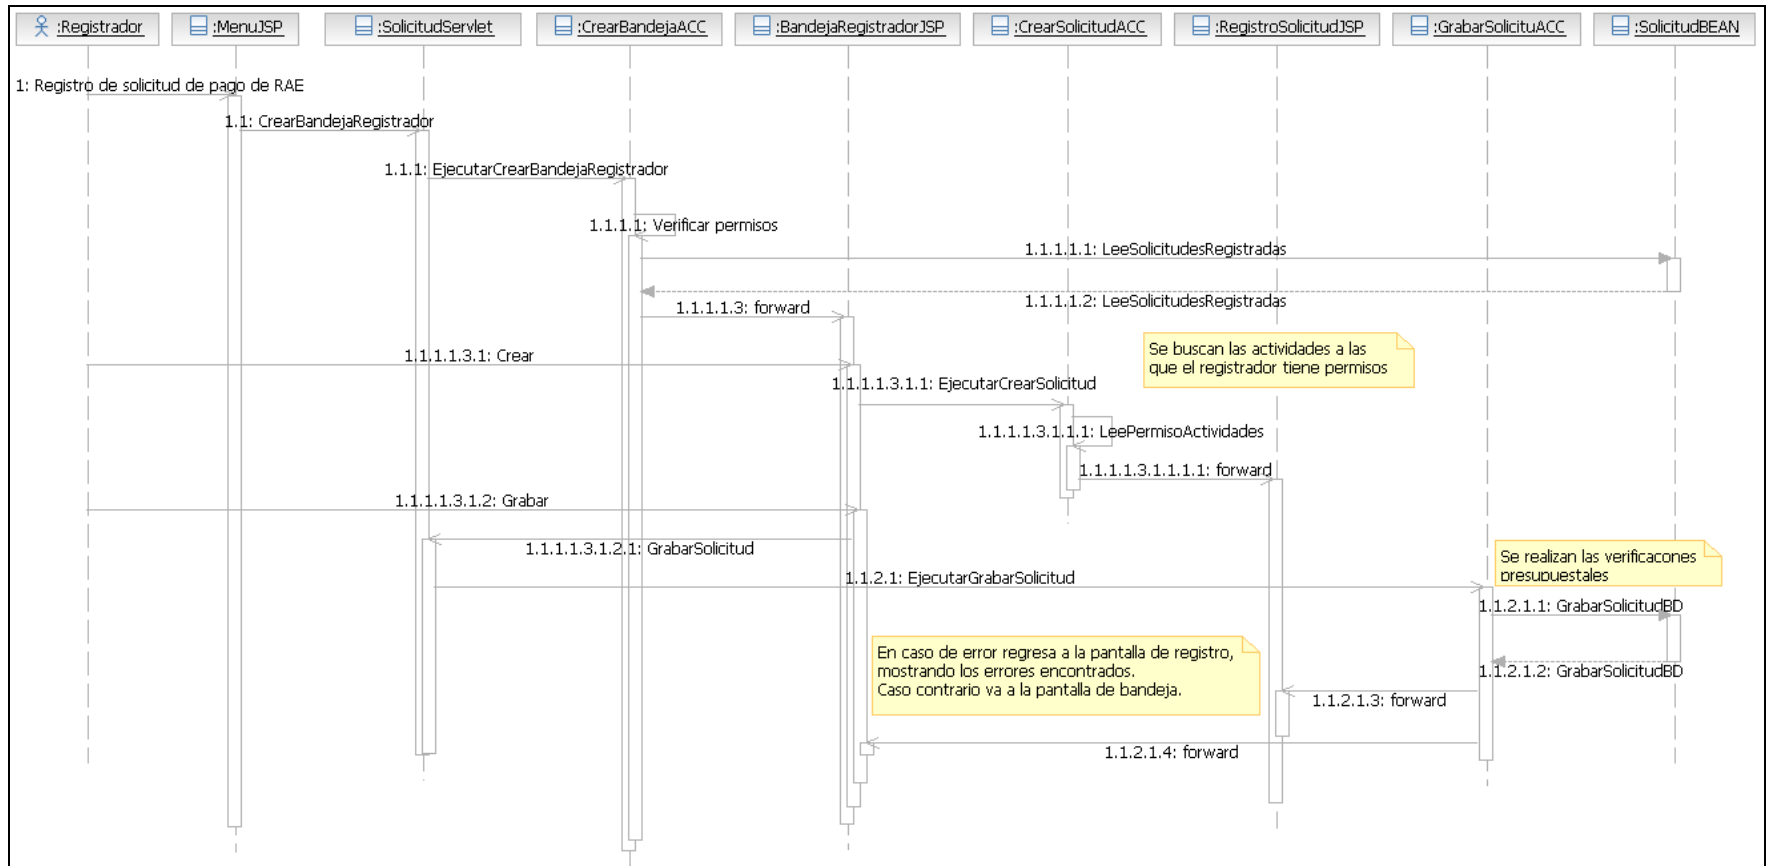 :Registrador
:MenuJSP
:SolicitudServlet
:CrearBandejaACC
:BandejaRegistradorJSP
:CrearSolicitudACC
:RegistroSolicitudJSP
:GrabarSolicituACC
:SolicitudBEAN
1: Registro de solicitud de pago de RAE
1.1: CrearBandejaRegistrador
1.1.1: EjecutarCrearBandejaRegistrador
1.1.1.1: Verificar permisos
1.1.1.1.1: LeeSolicitudesRegistradas
1.1.1.1.2: LeeSolicitudesRegistradas
1.1.1.1.3: forward
Se buscan las actividades a las
que el registrador tiene permisos
1.1.1.1.3.1: Crear
1.1.1.1.3.1.1: EjecutarCrearSolicitud
1.1.1.1.3.1.1.1: LeePermisoActividades
1.1.1.1.3.1.1.1.1: forward
1.1.1.1.3.1.2: Grabar
1.1.1.1.3.1.2.1: GrabarSolicitud
Se realizan las verificacones
presupuestales
1.1.2.1: EjecutarGrabarSolicitud
1.1.2.1.1: GrabarSolicitudBD
En caso de error regresa a la pantalla de registro,
mostrando los errores encontrados.
Caso contrario va a la pantalla de bandeja.
1.1.2.1.2: GrabarSolicitudBD
1.1.2.1.3: forward
1.1.2.1.4: forward